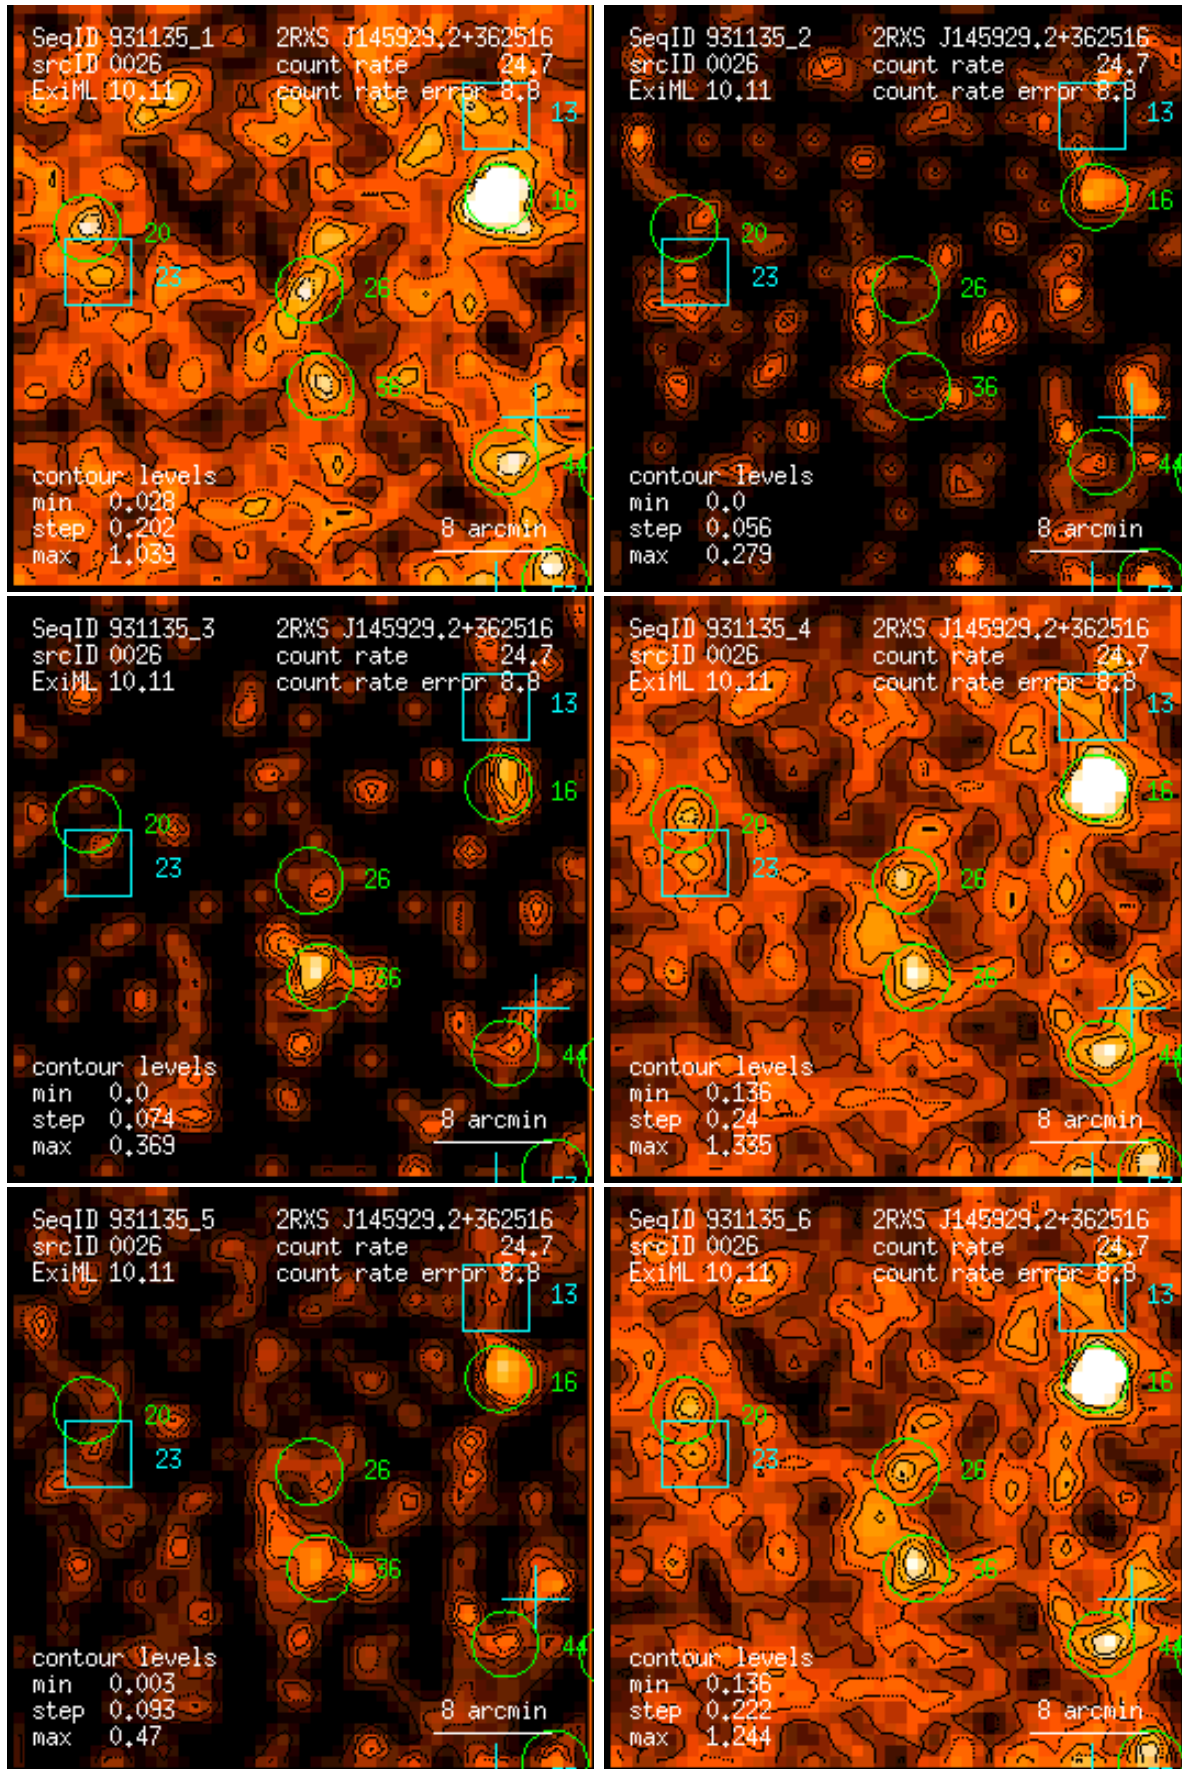 SeqID 931135_1 2RXS J145929.2+362516
srcID 0026 count rate 24.7
ExiML 10.11 count rate error 8.8
13
16
20
23
26
36
44
contour levels
min 0.028
step 0.202 8 arcmin
max 1.039
SeqID 931135_2 2RXS J145929.2+362516
srcID 0026 count rate 24.7
ExiML 10.11 count rate error 8.8
13
16
20
23
26
36
44
contour levels
min 0.0
step 0.056 8 arcmin
max 0.279
SeqID 931135_3 2RXS J145929.2+362516
srcID 0026 count rate 24.7
ExiML 10.11 count rate error 8.8
13
16
20
23
26
36
44
contour levels
min 0.0
step 0.074 8 arcmin
max 0.369
SeqID 931135_4 2RXS J145929.2+362516
srcID 0026 count rate 24.7
ExiML 10.11 count rate error 8.8
13
16
20
23
26
36
44
contour levels
min 0.136
step 0.24 8 arcmin
max 1.335
SeqID 931135_5 2RXS J145929.2+362516
srcID 0026 count rate 24.7
ExiML 10.11 count rate error 8.8
13
16
20
23
26
36
44
contour levels
min 0.003
step 0.093 8 arcmin
max 0.47
SeqID 931135_6 2RXS J145929.2+362516
srcID 0026 count rate 24.7
ExiML 10.11 count rate error 8.8
13
16
20
23
26
36
44
contour levels
min 0.136
step 0.222 8 arcmin
max 1.244